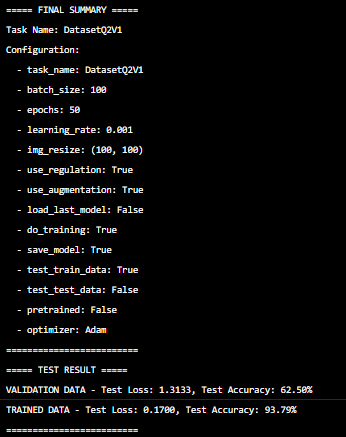 ===== FINAL SUMMARY =====
Task Name: DatasetQ2V1
Configuration:
- task_name: DatasetQ2V1
- batch_size: 100
- epochs: 50
- learning_rate: 0.001
- img_resize: (100, 100)
- use_regulation: True
- use_augmentation: True
- load_last_model: False
- do_training: True
- save_model: True
- test_train_data: True
- test_test_data: False
- pretrained: False
- optimizer: Adam
=========================
===== TEST RESULT =====
VALIDATION DATA - Test Loss: 1.3133, Test Accuracy: 62.50%
TRAINED DATA - Test Loss: 0.1700, Test Accuracy: 93.79%
=========================